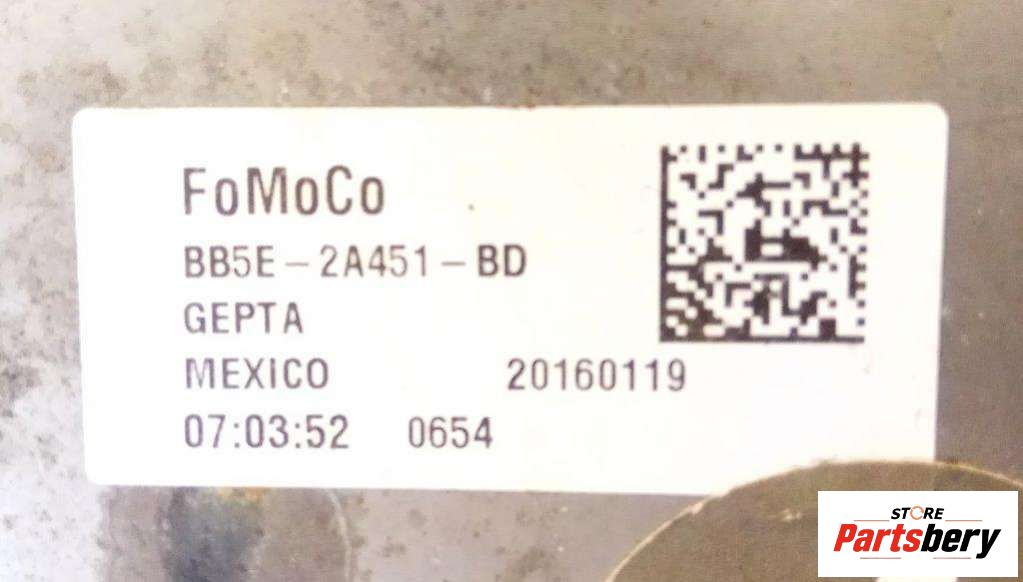 FoMoCo
BB5E-2A451-BD
GEPTA
MEXICO 20160119
07:03:52 0654
STORE
Partsbery